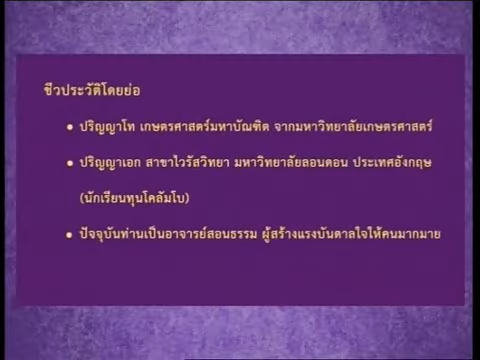 ชีวประวัติโดยย่อ
• ปริญญาโท เกษตรศาสตร์มหาบัณฑิต จากมหาวิทยาลัยเกษตรศาสตร์
• ปริญญาเอก สาขาไวรัสวิทยา มหาวิทยาลัยลอนดอน ประเทศอังกฤษ
(นักเรียนทุนโคลัมโบ)
• ปัจจุบันท่านเป็นอาจารย์สอนธรรม ผู้สร้างแรงบันดาลใจให้คนมากมาย